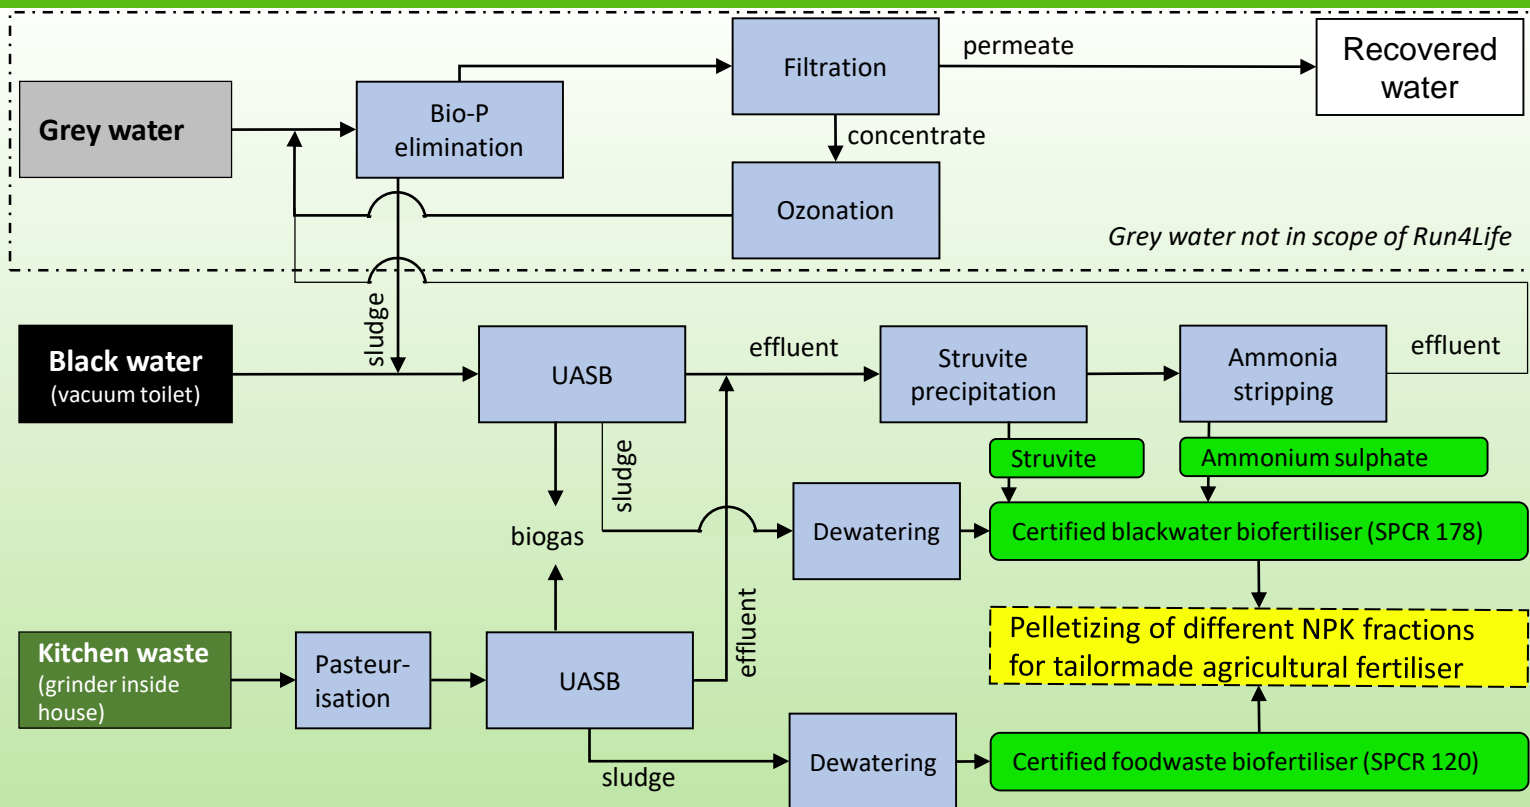 Grey water
Bio-P
elimination
Filtration
permeate
Recovered
water
concentrate
Ozonation
Grey water not in scope of Run4Life
sludge
Black water
(vacuum toilet)
UASB
effluent
Struvite
precipitation
Ammonia
stripping
effluent
Struvite
Ammonium sulphate
sludge
biogas
Dewatering
Certified blackwater biofertiliser (SPCR 178)
effluent
Kitchen waste
(grinder inside
house)
Pasteur-
isation
UASB
Pelletizing of different NPK fractions
for tailormade agricultural fertiliser
sludge
Dewatering
Certified foodwaste biofertiliser (SPCR 120)